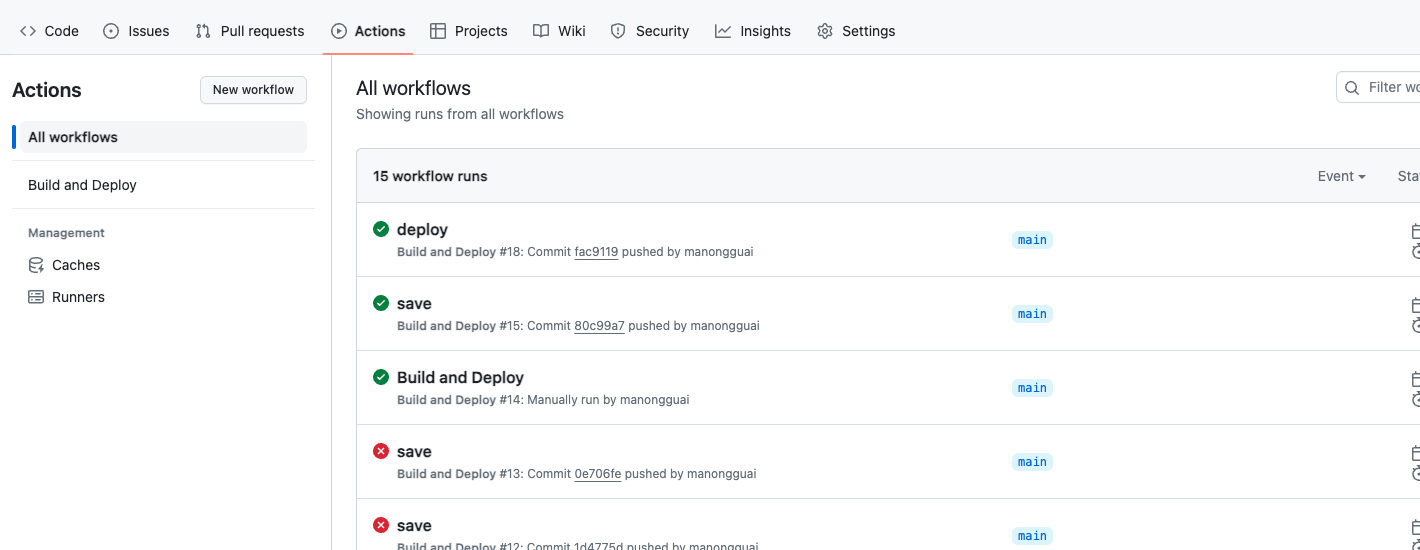 Code Issues Pull requests Actions Projects Wiki Security Insights Settings
Actions
New workflow
All workflows
Build and Deploy
Management
Caches
Runners
All workflows
Showing runs from all workflows
Filter
15 workflow runs
Event
deploy
Build and Deploy #18: Commit fac9119 pushed by manongguai
main
save
Build and Deploy #15: Commit 80c99a7 pushed by manongguai
main
Build and Deploy
Build and Deploy #14: Manually run by manongguai
main
save
Build and Deploy #13: Commit 0e706fe pushed by manongguai
main
save
Build and Deploy #12: Commit 1d4775d pushed by manongguai
main